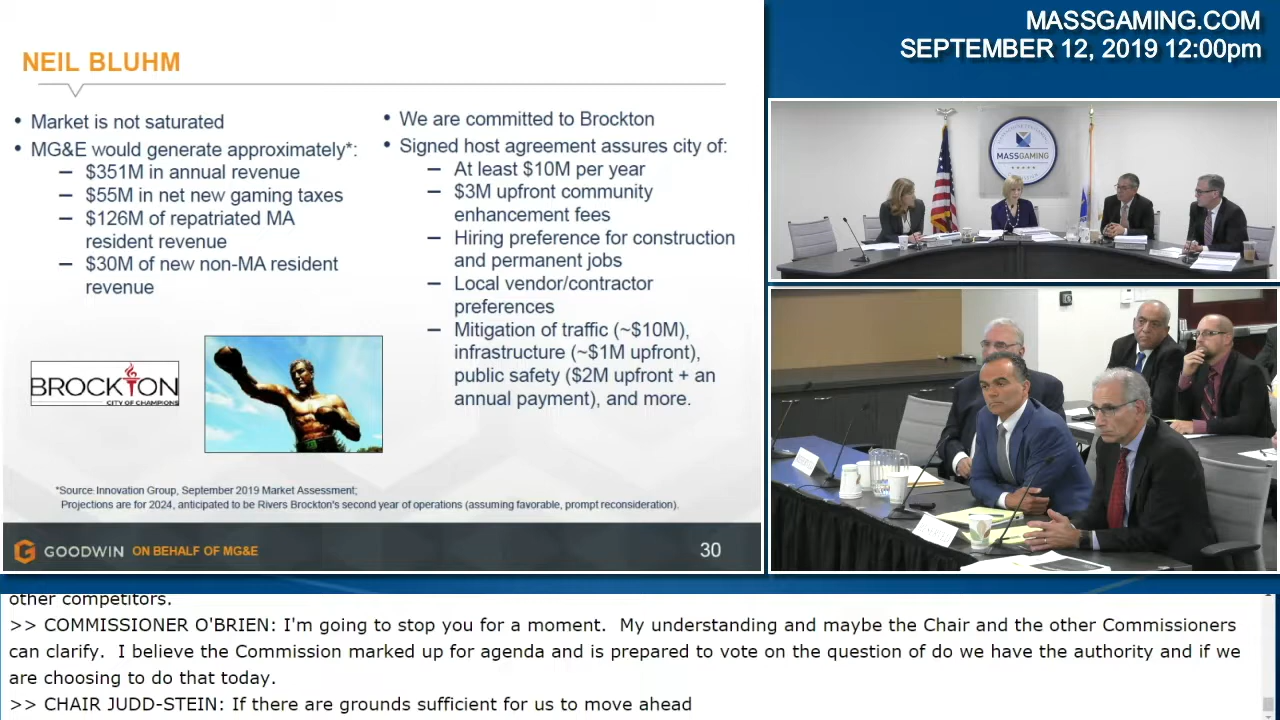 MASSGAMING.COM
SEPTEMBER 12, 2019 12:00pm
NEIL BLUHM
• Market is not saturated
• MG&E would generate approximately*:
– $351M in annual revenue
– $55M in net new gaming taxes
– $126M of repatriated MA
resident revenue
– $30M of new non-MA resident
revenue
• We are committed to Brockton
• Signed host agreement assures city of:
– At least $10M per year
– $3M upfront community
enhancement fees
– Hiring preference for construction
and permanent jobs
– Local vendor/contractor
preferences
– Mitigation of traffic (~$10M),
infrastructure (~$1M upfront),
public safety ($2M upfront + an
annual payment), and more.
BROCKTON
CITY OF CHAMPIONS
*Source: Innovation Group, September 2019 Market Assessment;
Projections are for 2024, anticipated to be Rivers Brockton's second year of operations (assuming favorable, prompt reconsideration).
GOODWIN ON BEHALF OF MG&E
30
MASSGAMING
other competitors.
>> COMMISSIONER O'BRIEN: I'm going to stop you for a moment. My understanding and maybe the Chair and the other Commissioners
can clarify. I believe the Commission marked up for agenda and is prepared to vote on the question of do we have the authority and if we
are choosing to do that today.
>> CHAIR JUDD-STEIN: If there are grounds sufficient for us to move ahead